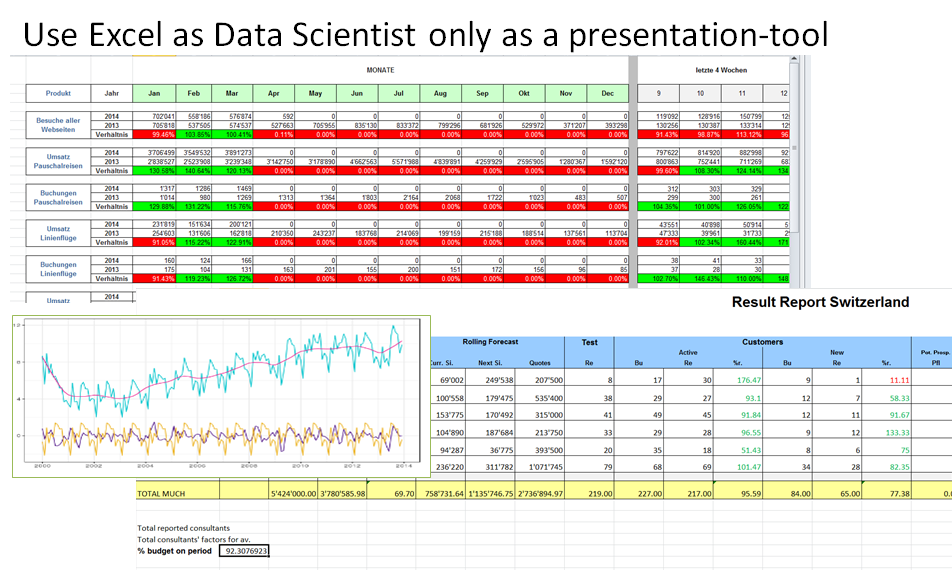 Use Excel as Data Scientist only as a presentation-tool
MONATE letzte 4 Wochen
Produkt Jahr Jan Feb Mar Apr May Jun Jul Aug Sep Okt Nov Dec 9 10 11 12
Besuche aller Webseiten
2014 702'041 558'186 576'874 592 0 0 0 0 0 0 0 0 119'092 128'916 150'799
2013 705'818 537'505 574'537 527'663 705'955 835'130 833'372 799'296 681'926 529'972 371'207 393'298 130'256 130'387 133'314
Verhältnis 99.46% 103.85% 100.41% 0.11% 0.00% 0.00% 0.00% 0.00% 0.00% 0.00% 0.00% 0.00% 91.43% 98.87% 113.12% 96
Umsatz Pauschalreisen
2014 3'706'499 3'549'532 3'891'273 0 0 0 0 0 0 0 0 0 797'622 814'920 882'998
2013 2'838'527 2'523'908 3'239'348 3'142'750 3'178'890 4'662'563 5'571'988 4'839'891 4'259'929 2'595'905 1'280'367 1'592'120 800'863 752'441 711'269
Verhältnis 130.58% 140.64% 120.13% 0.00% 0.00% 0.00% 0.00% 0.00% 0.00% 0.00% 0.00% 0.00% 99.60% 108.30% 124.14% 134
Buchungen Pauschalreisen
2014 1'317 1'286 1'469 0 0 0 0 0 0 0 0 0 312 303 329
2013 1'014 980 1'269 1'313 1'364 1'803 2'164 2'068 1'722 1'023 483 507 299 300 261
Verhältnis 129.88% 131.22% 115.76% 0.00% 0.00% 0.00% 0.00% 0.00% 0.00% 0.00% 0.00% 0.00% 104.35% 101.00% 126.05% 122
Umsatz Linienflüge
2014 231'819 151'634 200'121 0 0 0 0 0 0 0 0 0 43'551 40'898 50'914
2013 254'603 131'606 162'818 210'350 243'237 183'768 214'069 199'159 215'188 188'514 137'561 113'704 47'333 39'961 31'733
Verhältnis 91.05% 115.22% 122.91% 0.00% 0.00% 0.00% 0.00% 0.00% 0.00% 0.00% 0.00% 0.00% 92.01% 102.34% 160.44% 171
Buchungen Linienflüge
2014 160 124 166 0 0 0 0 0 0 0 0 0 38 41 33
2013 175 104 131 163 201 155 200 151 172 156 96 85 37 28 30
Verhältnis 91.43% 119.23% 126.72% 0.00% 0.00% 0.00% 0.00% 0.00% 0.00% 0.00% 0.00% 0.00% 102.70% 146.43% 110.00% 148
Umsatz 2014
Result Report Switzerland
Rolling Forecast Test Customers
Active New Pot. Presp.
Curr. Si. Next Si. Quotes Re Bu Re %r. Bu Re %r. Pfl
69'002 249'538 207'500 8 17 30 176.47 9 1 11.11
100'558 179'475 535'400 38 29 27 93.1 12 7 58.33
153'775 170'492 315'000 41 49 45 91.84 12 11 91.67
104'890 187'684 213'750 33 29 28 96.55 9 12 133.33
94'287 36'775 393'500 20 35 18 51.43 8 6 75
236'220 311'782 1'071'745 79 68 69 101.47 34 28 82.35
TOTAL MUCH 5'424'000.00 3'780'585.98 69.70 758'731.64 1'135'746.75 2'736'894.97 219.00 227.00 217.00 95.59 84.00 65.00 77.38 0.0
12
8
4
0
2000 2002 2004 2006 2008 2010 2012 2014
Total reported consultants
Total consultants' factors for av.
% budget on period 92.3076923